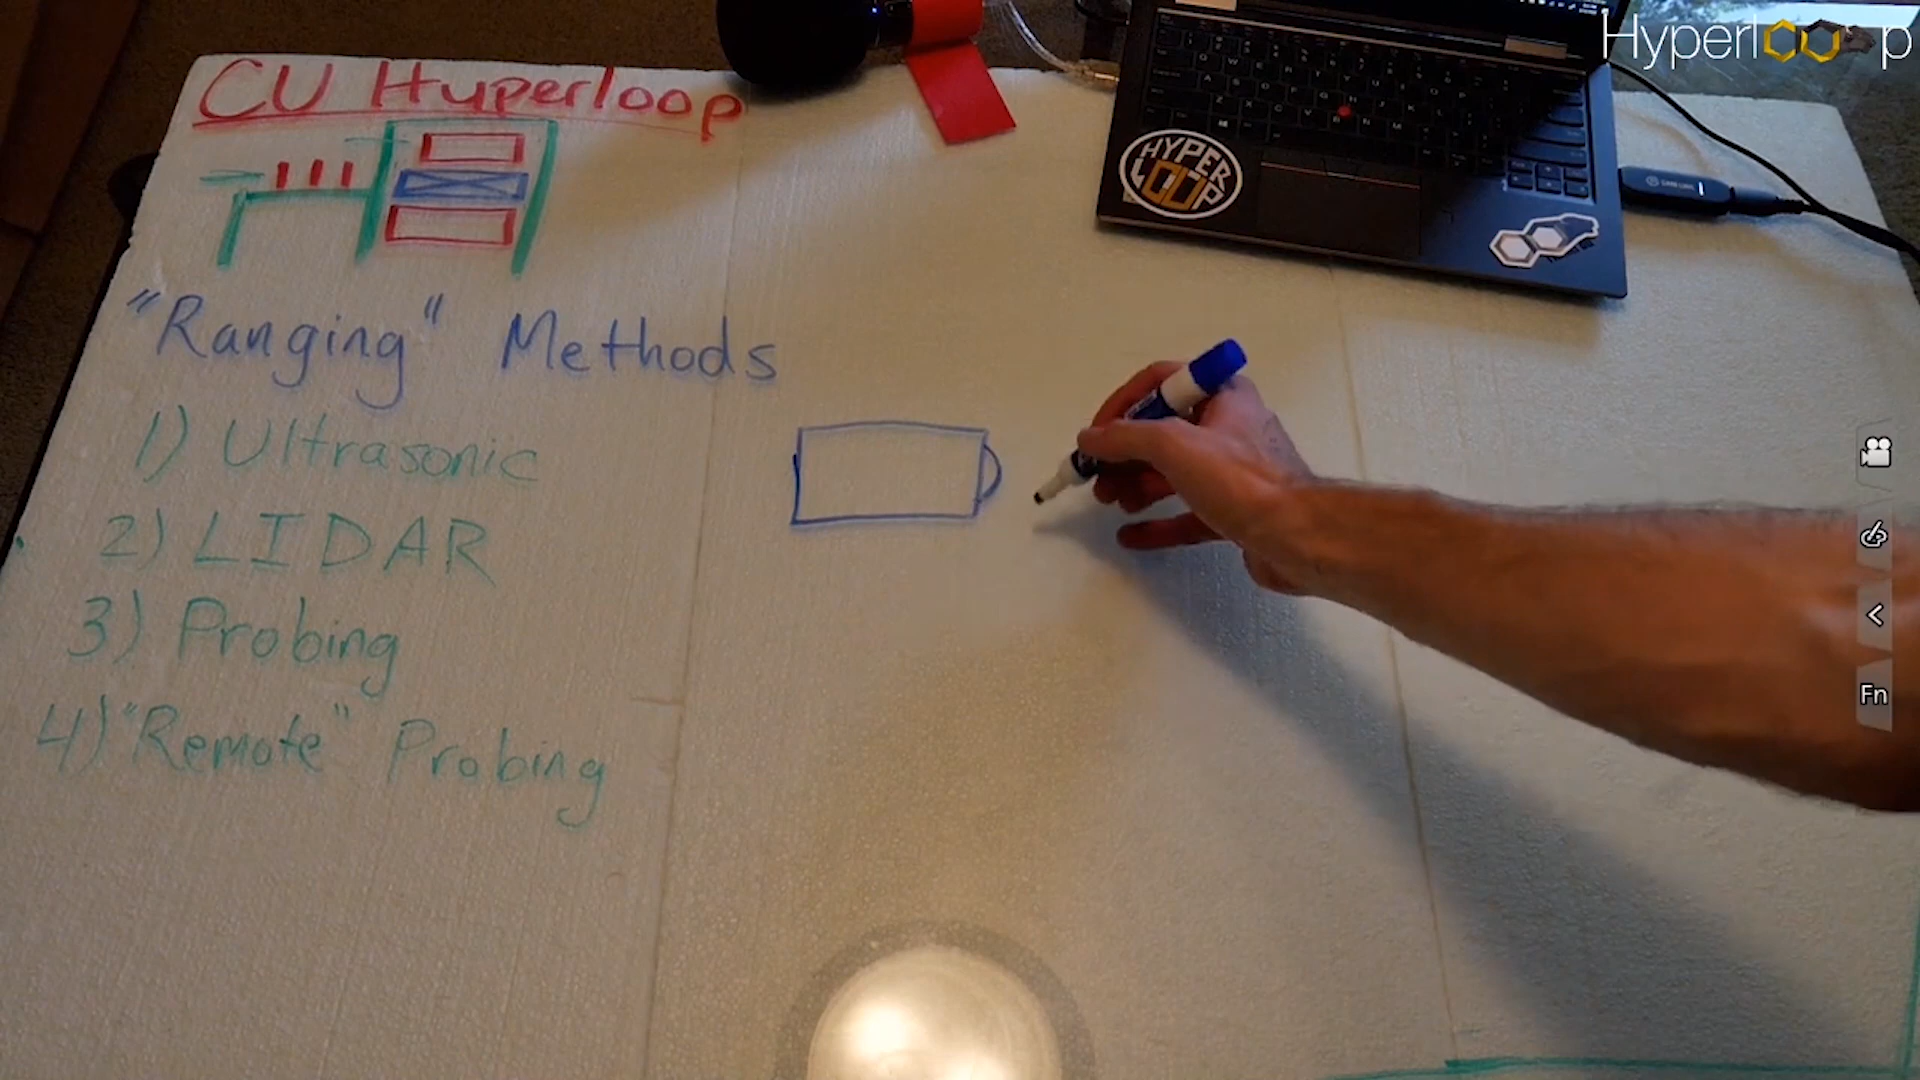 CU Hyperloop
"Ranging" Methods
1) Ultrasonic
2) LIDAR
3) Probing
4) "Remote" Probing
HYPER
LOOP
Hyperloop
Fn